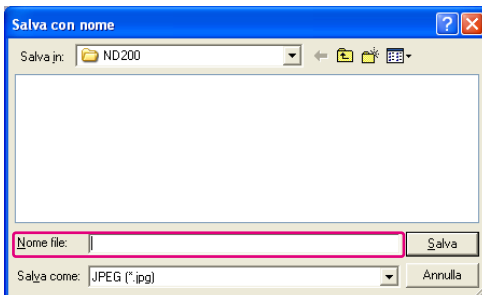 Salva con nome
Salva in: ND200
Nome file: Salva
Salva come: JPEG (*.jpg) Annulla